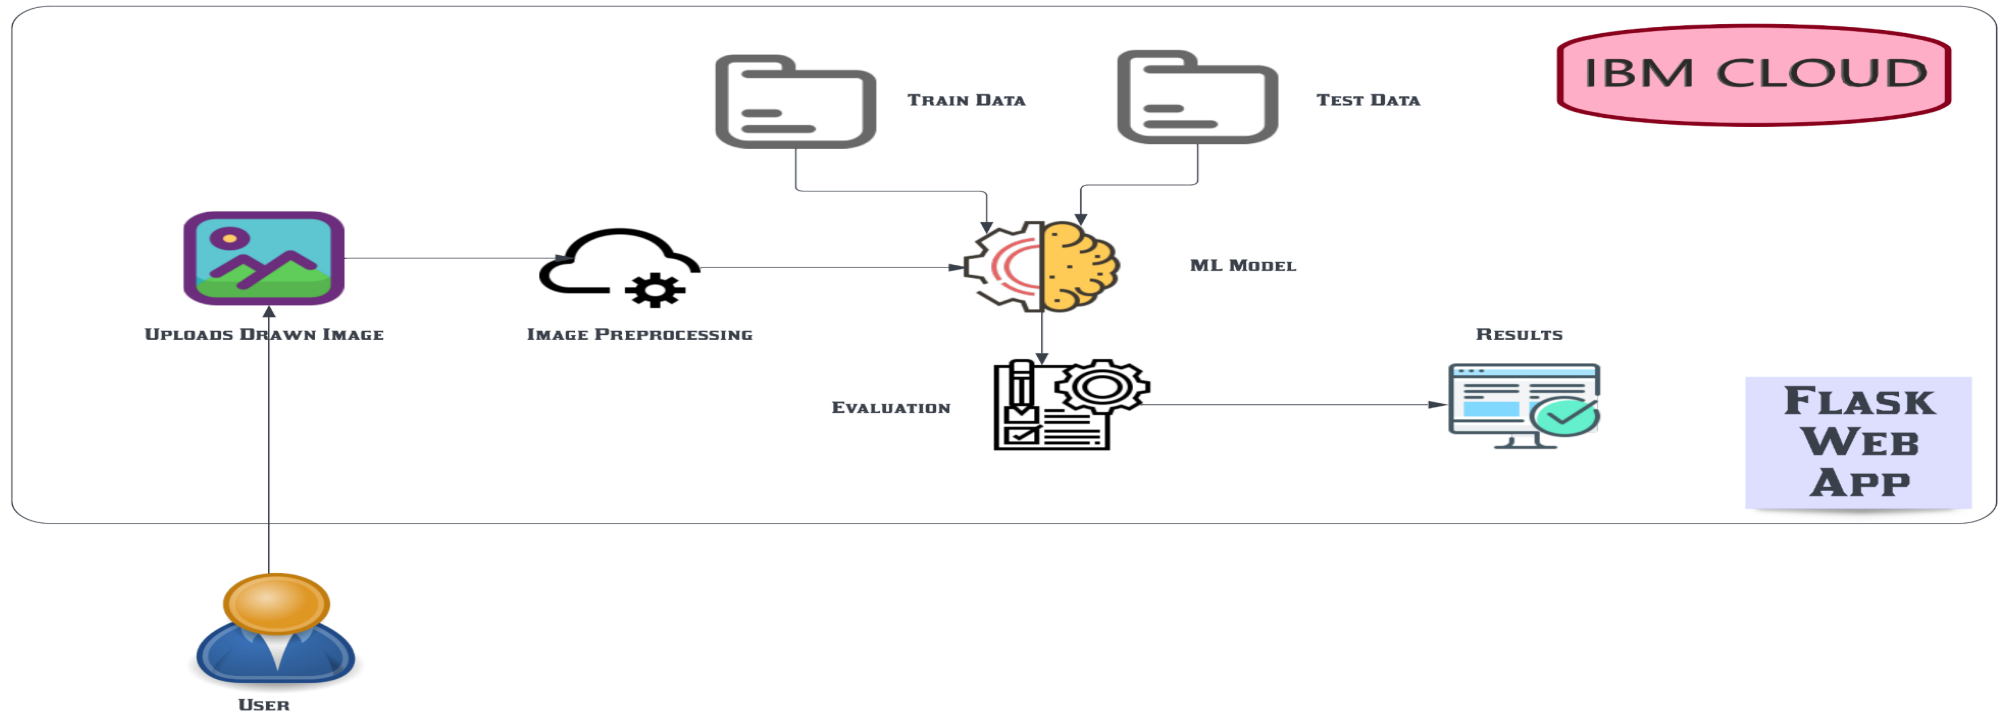 IBM CLOUD
Train Data
Test Data
ML Model
Uploads Drawn Image
Image Preprocessing
Results
Evaluation
Flask
Web
App
User